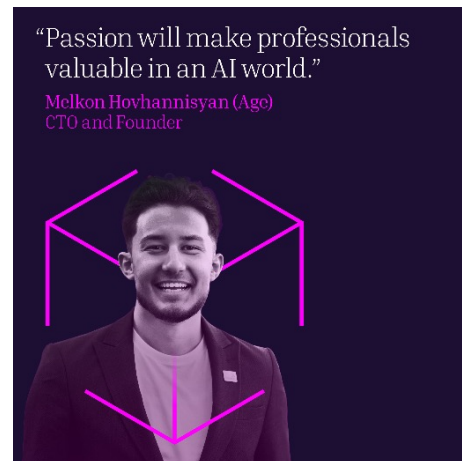 “Passion will make professionals
valuable in an AI world.”
Melkon Hovhannisyan (Age)
CTO and Founder